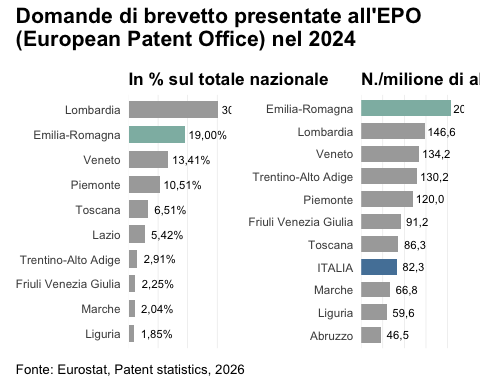 Domande di brevetto presentate all'EPO
(European Patent Office) nel 2024
In % sul totale nazionale
Lombardia
Emilia-Romagna 19,00%
Veneto 13,41%
Piemonte 10,51%
Toscana 6,51%
Lazio 5,42%
Trentino-Alto Adige 2,91%
Friuli Venezia Giulia 2,25%
Marche 2,04%
Liguria 1,85%
N./milione di
Emilia-Romagna
Lombardia 146,6
Veneto 134,2
Trentino-Alto Adige 130,2
Piemonte 120,0
Friuli Venezia Giulia 91,2
Toscana 86,3
ITALIA 82,3
Marche 66,8
Liguria 59,6
Abruzzo 46,5
Fonte: Eurostat, Patent statistics, 2026